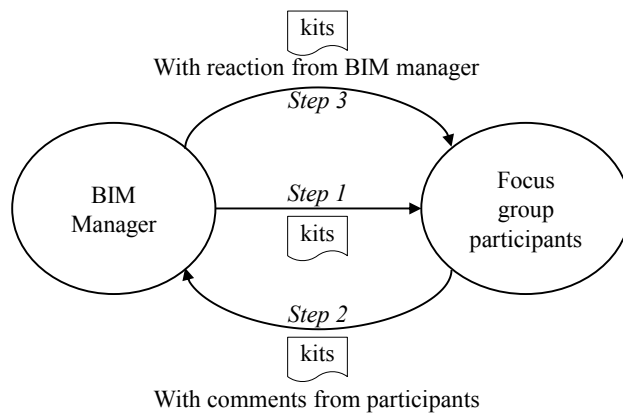 kits
With reaction from BIM manager
Step 3
BIM
Manager
Step 1
kits
Focus
group
participants
Step 2
kits
With comments from participants